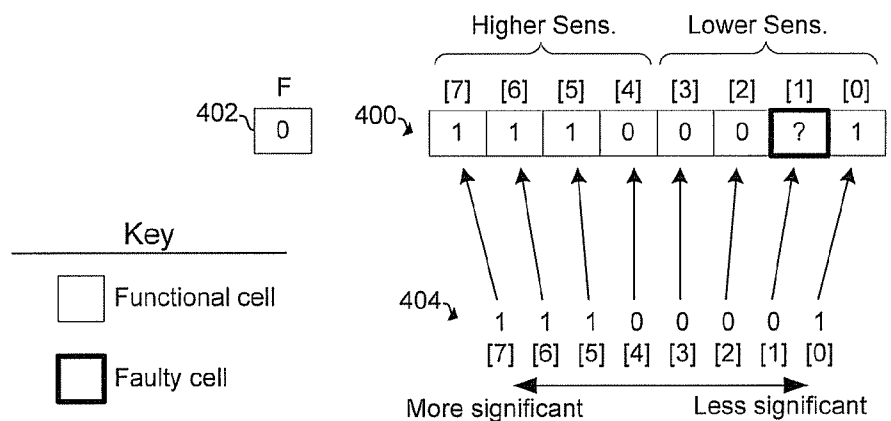 Higher Sens. Lower Sens.
F [7] [6] [5] [4] [3] [2] [1] [0]
402 0 400 1 1 1 0 0 0 ? 1
Key
Functional cell
404 1 1 1 0 0 0 0 1
[7] [6] [5] [4] [3] [2] [1] [0]
Faulty cell
More significant Less significant